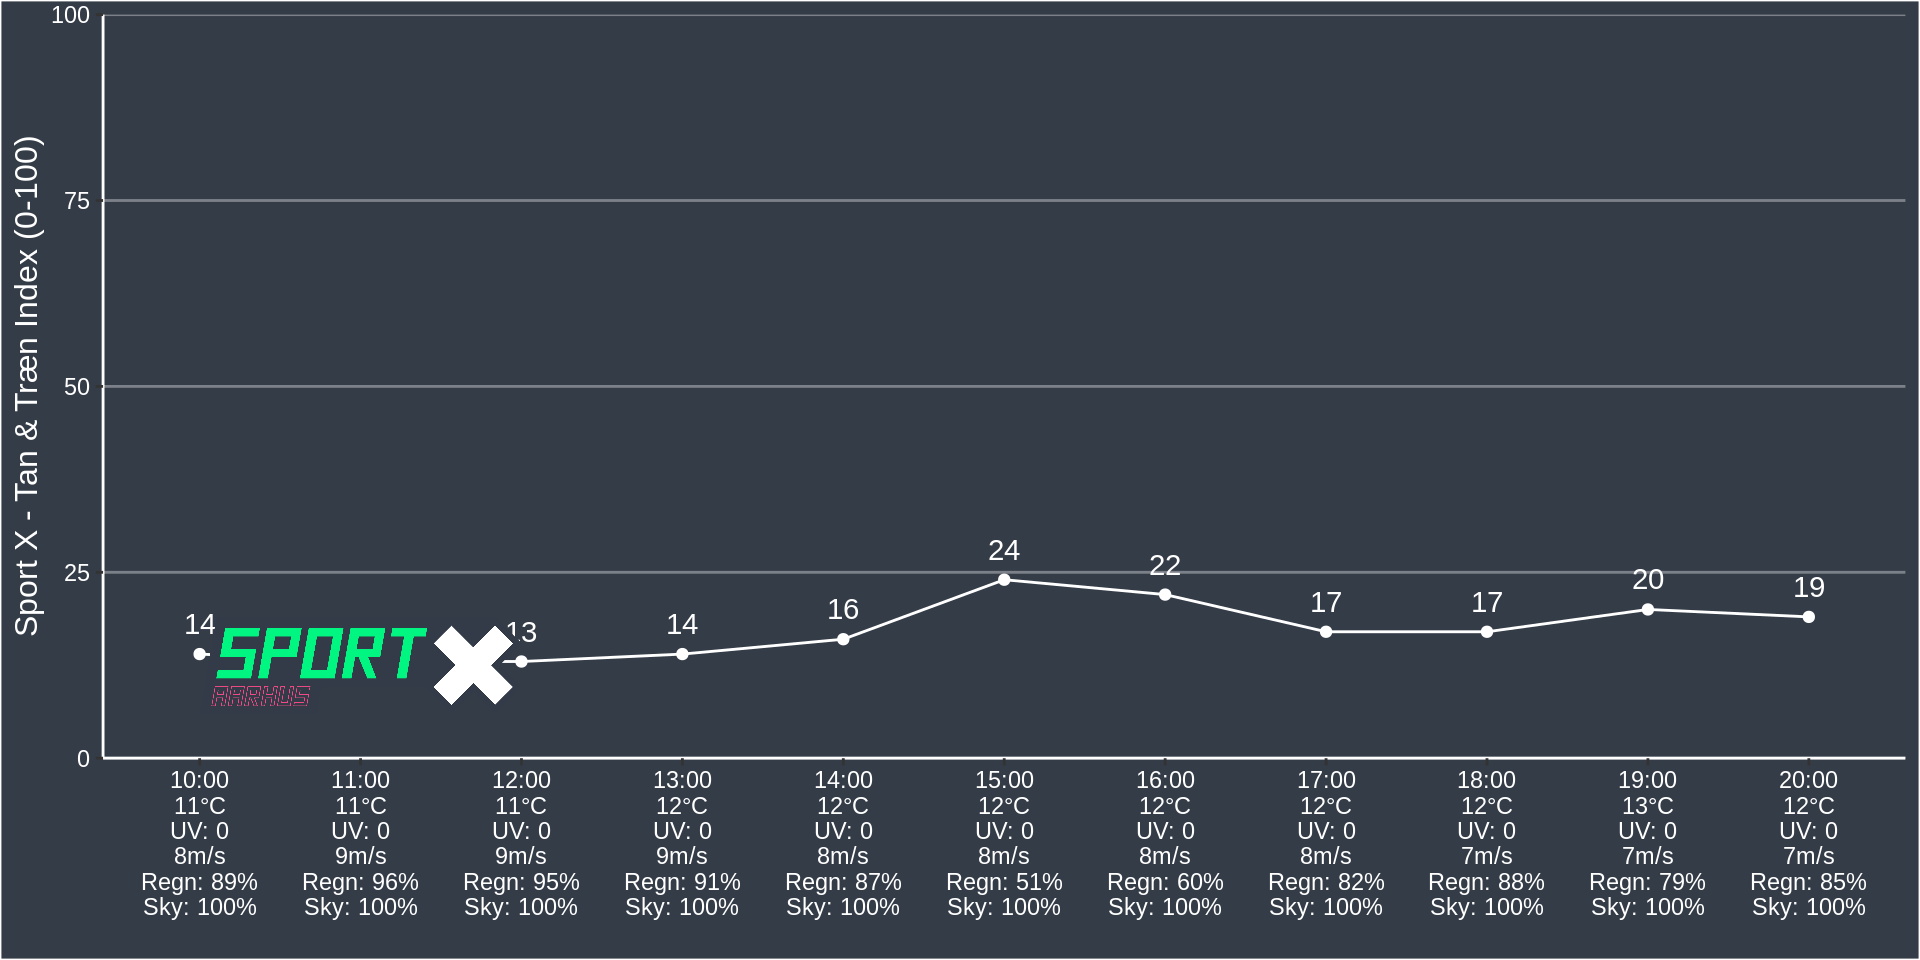 Sport X - Tan & Træn Index (0-100)
100
75
50
25
0
14
13
14
16
24
22
17
17
20
19
SPORT
AARHUS
10:00 11:00 12:00 13:00 14:00 15:00 16:00 17:00 18:00 19:00 20:00
11°C 11°C 11°C 12°C 12°C 12°C 12°C 12°C 12°C 13°C 12°C
UV: 0 UV: 0 UV: 0 UV: 0 UV: 0 UV: 0 UV: 0 UV: 0 UV: 0 UV: 0 UV: 0
8m/s 9m/s 9m/s 9m/s 8m/s 8m/s 8m/s 8m/s 7m/s 7m/s 7m/s
Regn: 89% Regn: 96% Regn: 95% Regn: 91% Regn: 87% Regn: 51% Regn: 60% Regn: 82% Regn: 88% Regn: 79% Regn: 85%
Sky: 100% Sky: 100% Sky: 100% Sky: 100% Sky: 100% Sky: 100% Sky: 100% Sky: 100% Sky: 100% Sky: 100% Sky: 100%